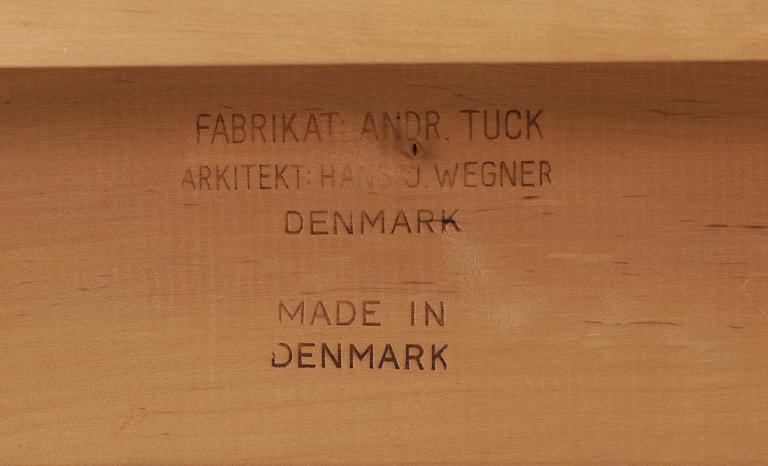 FABRIKAT: ANDR. TUCK
ARKITEKT: HANS J. WEGNER
DENMARK
MADE IN
DENMARK